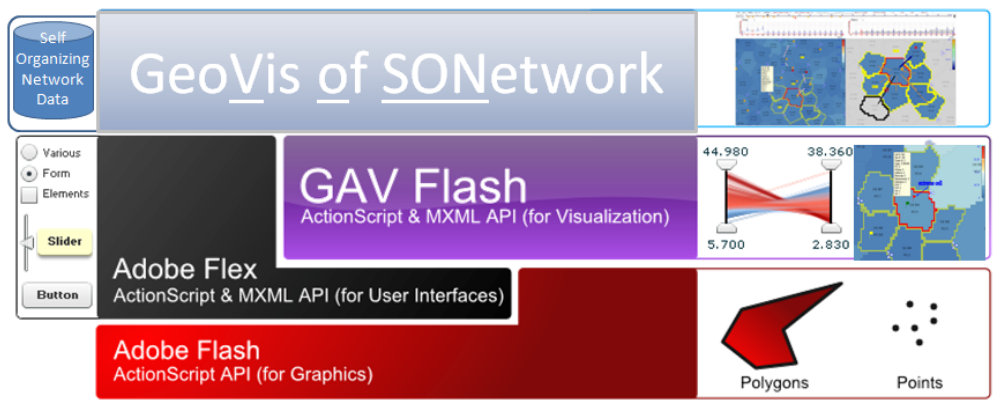 Self
Organizing
Network
Data
GeoVis of SONetwork
Various
Form
Elements
Slider
Button
Adobe Flex
ActionScript & MXML API (for User Interfaces)
GAV Flash
ActionScript & MXML API (for Visualization)
44.980
38.360
5.700
2.830
Adobe Flash
ActionScript API (for Graphics)
Polygons
Points